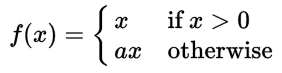 f(x) = { x if x > 0
ax otherwise